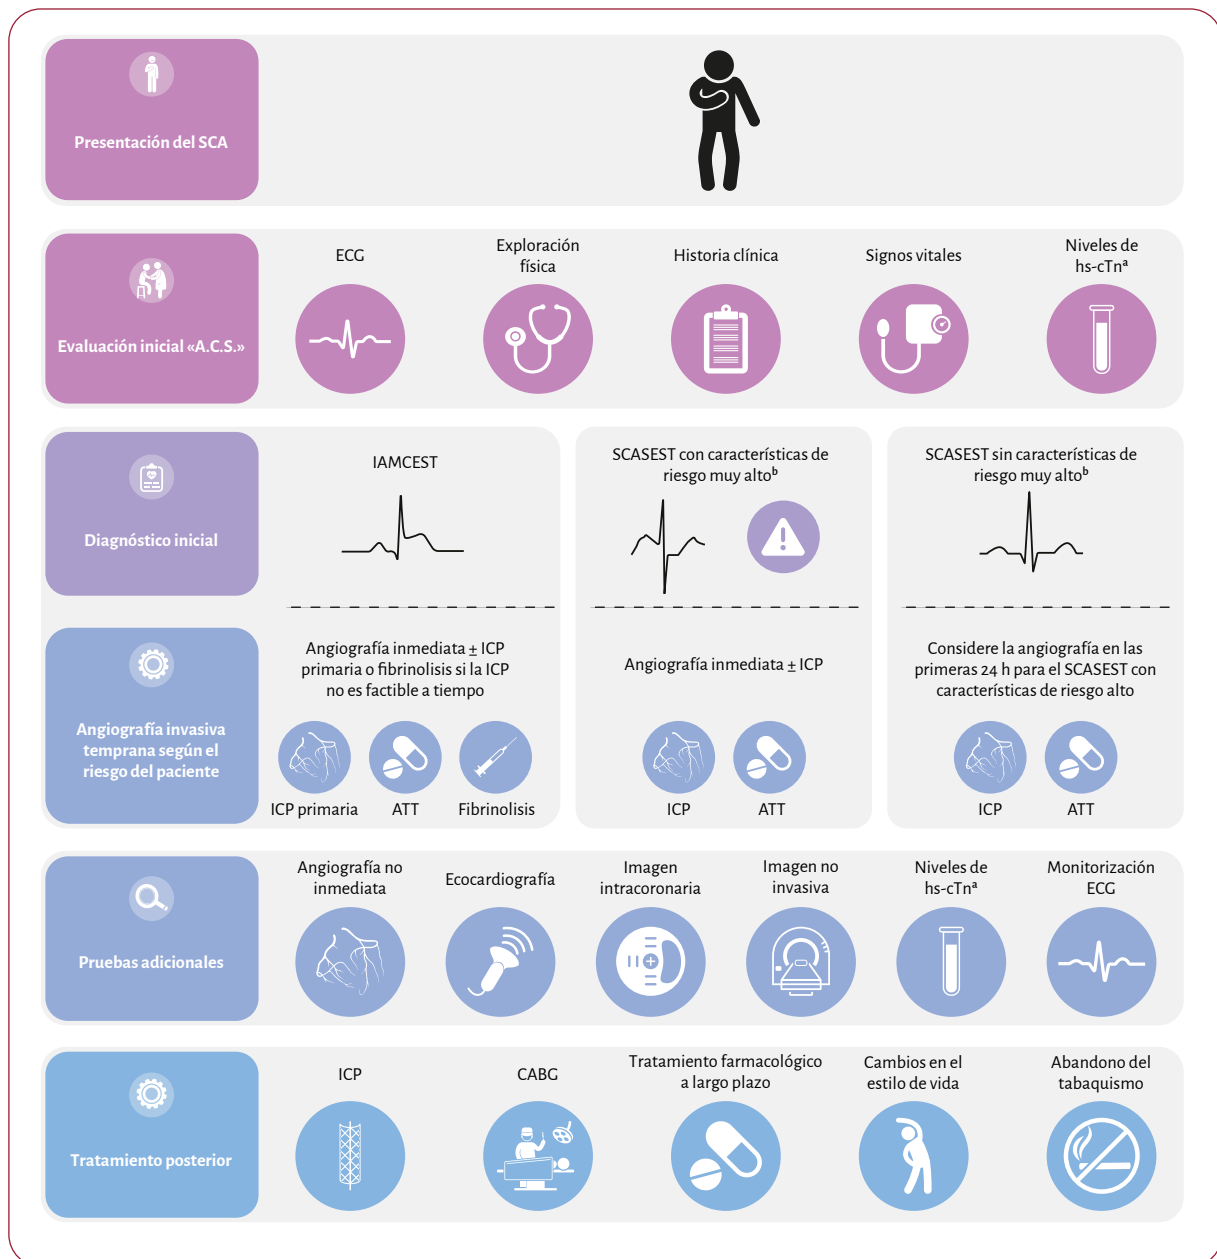 Presentación del SCA
Evaluación inicial «A.C.S.»
ECG
Exploración
física
Historia clínica
Signos vitales
Niveles de
hs-cTnª
Diagnóstico inicial
IAMCEST
SCASEST con características de
riesgo muy altoᵇ
SCASEST sin características de
riesgo muy altoᵇ
Angiografía invasiva
temprana según el
riesgo del paciente
Angiografía inmediata ± ICP
primaria o fibrinolisis si la ICP
no es factible a tiempo
ICP primaria
ATT
Fibrinolisis
Angiografía inmediata ± ICP
ICP
ATT
Considere la angiografía en las
primeras 24 h para el SCASEST con
características de riesgo alto
ICP
ATT
Pruebas adicionales
Angiografía no
inmediata
Ecocardiografía
Imagen
intracoronaria
Imagen no
invasiva
Niveles de
hs-cTnª
Monitorización
ECG
Tratamiento posterior
ICP
CABG
Tratamiento farmacológico
a largo plazo
Cambios en el
estilo de vida
Abandono del
tabaquismo